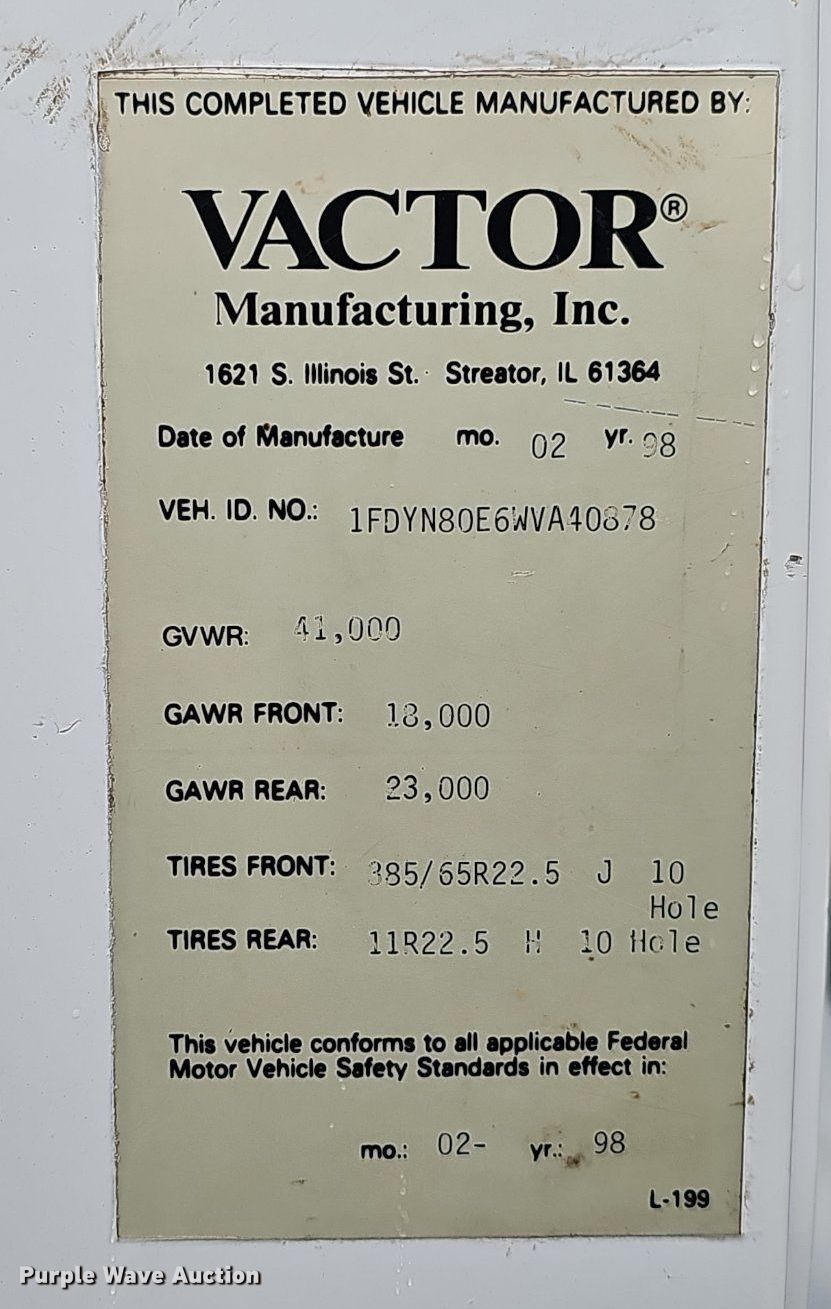 THIS COMPLETED VEHICLE MANUFACTURED BY:
VACTOR®
Manufacturing, Inc.
1621 S. Illinois St. Streator, IL 61364
Date of Manufacture mo. 02 yr. 98
VEH. ID. NO.: 1FDYN80E6WVA40878
GVWR: 41,000
GAWR FRONT: 18,000
GAWR REAR: 23,000
TIRES FRONT: 385/65R22.5 J 10
Hole
TIRES REAR: 11R22.5 H 10 Hole
This vehicle conforms to all applicable Federal
Motor Vehicle Safety Standards in effect in:
mo.: 02- yr.: 98
L-199
Purple Wave Auction